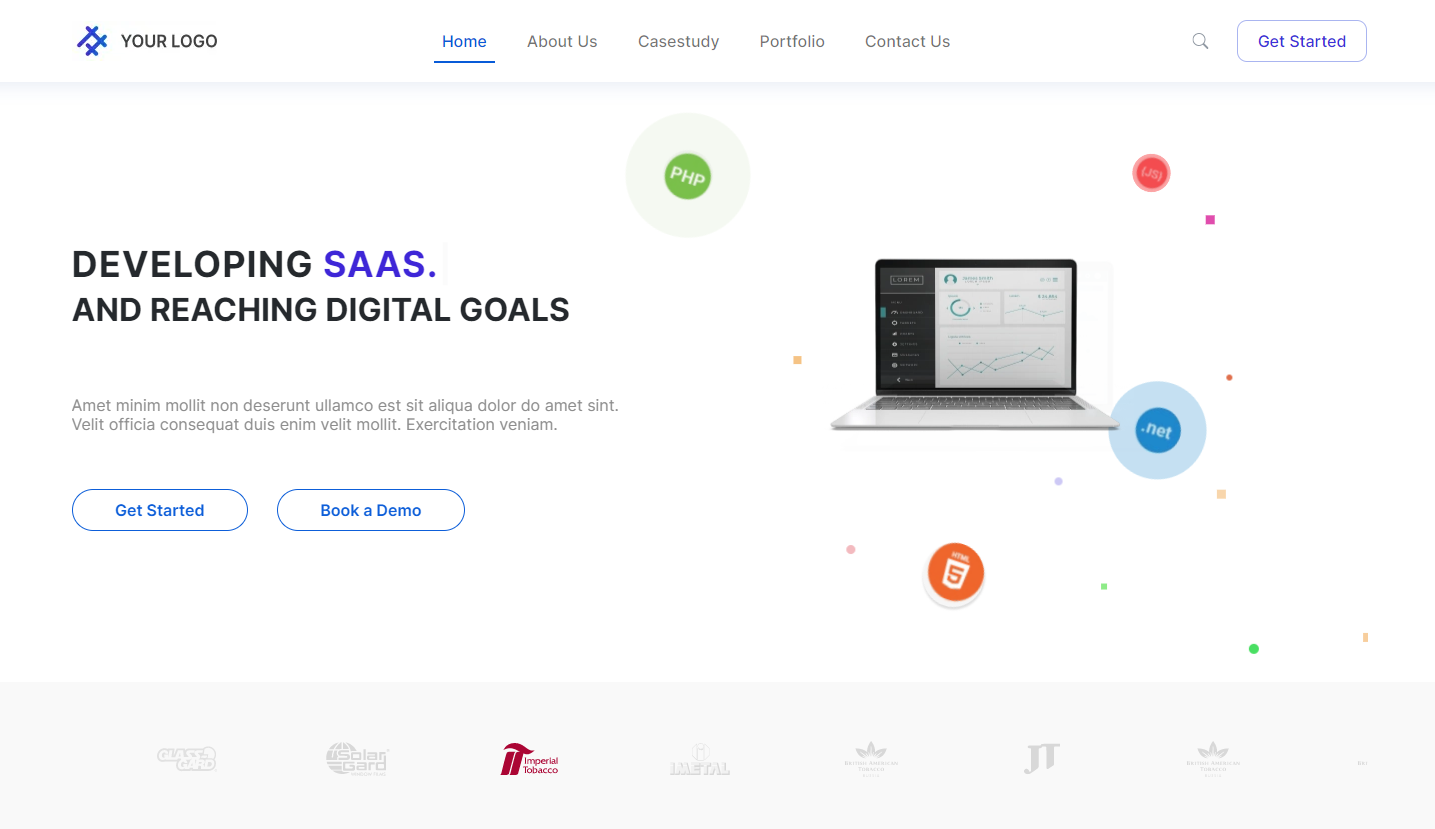 YOUR LOGO
Home
About Us
Casestudy
Portfolio
Contact Us
Get Started
PHP
{JS}
DEVELOPING SAAS.
AND REACHING DIGITAL GOALS
LOREM
.net
Amet minim mollit non deserunt ullamco est sit aliqua dolor do amet sint.
Velit officia consequat duis enim velit mollit. Exercitation veniam.
Get Started
Book a Demo
HTML
5
GLASS
GARD
Solar
Gard
Imperial
Tobacco
IMETAL
BRITISH AMERICAN
TOBACCO
JT
BRITISH AMERICAN
TOBACCO